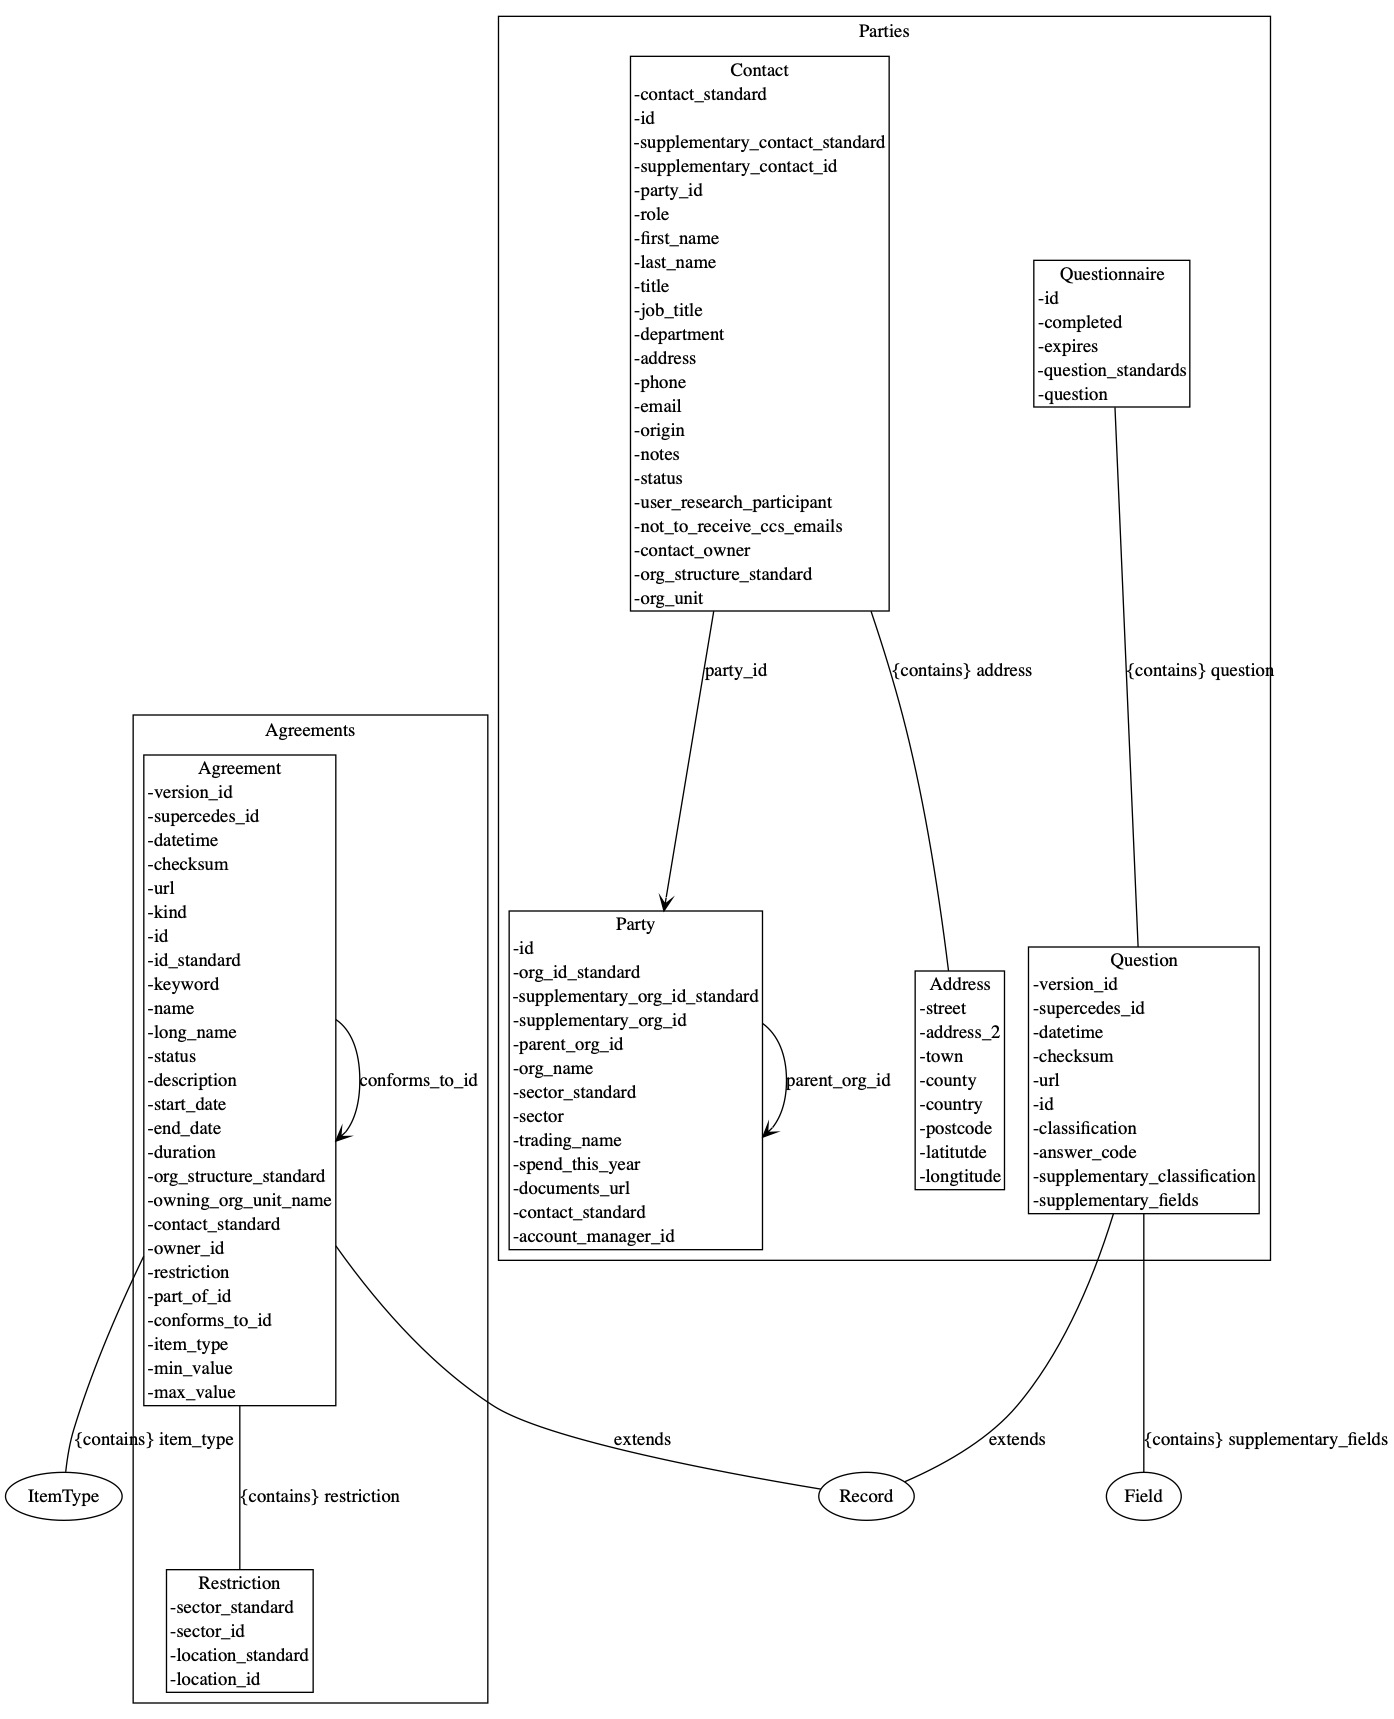 Parties
Contact
-contact_standard
-id
-supplementary_contact_standard
-supplementary_contact_id
-party_id
-role
-first_name
-last_name
-title
-job_title
-department
-address
-phone
-email
-origin
-notes
-status
-user_research_participant
-not_to_receive_ccs_emails
-contact_owner
-org_structure_standard
-org_unit
Questionnaire
-id
-completed
-expires
-question_standards
-question
party_id
{contains} address
{contains} question
Agreements
Agreement
-version_id
-supercedes_id
-datetime
-checksum
-url
-kind
-id
-id_standard
-keyword
-name
-long_name
-status
-description
-start_date
-end_date
-duration
-org_structure_standard
-owning_org_unit_name
-contact_standard
-owner_id
-restriction
-part_of_id
-conforms_to_id
-item_type
-min_value
-max_value
conforms_to_id
Party
-id
-org_id_standard
-supplementary_org_id_standard
-supplementary_org_id
-parent_org_id
-org_name
-sector_standard
-sector
-trading_name
-spend_this_year
-documents_url
-contact_standard
-account_manager_id
parent_org_id
Address
-street
-address_2
-town
-county
-country
-postcode
-latitutde
-longtitude
Question
-version_id
-supercedes_id
-datetime
-checksum
-url
-id
-classification
-answer_code
-supplementary_classification
-supplementary_fields
{contains} item_type
extends
extends
{contains} supplementary_fields
ItemType
{contains} restriction
Record
Field
Restriction
-sector_standard
-sector_id
-location_standard
-location_id